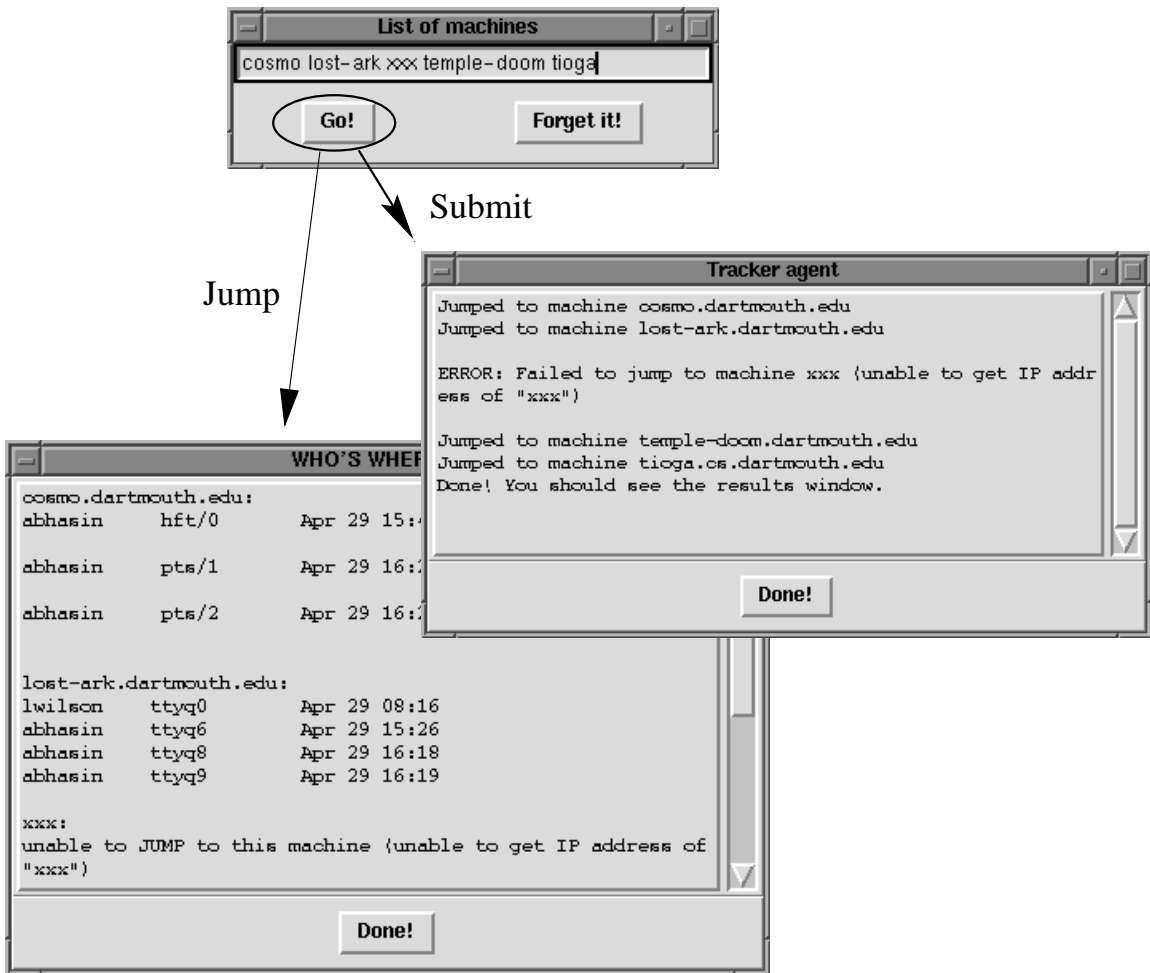 List of machines
cosmo lost-ark xxx temple-doom tioga
Go!
Forget it!
Submit
Jump
Tracker agent
Jumped to machine cosmo.dartmouth.edu
Jumped to machine lost-ark.dartmouth.edu
ERROR: Failed to jump to machine xxx (unable to get IP addr
ess of "xxx")
Jumped to machine temple-doom.dartmouth.edu
Jumped to machine tioga.cs.dartmouth.edu
Done! You should see the results window.
Done!
WHO'S
cosmo.dartmouth.edu:
abhasin hft/0 Apr 29
abhasin pts/1 Apr 29
abhasin pts/2 Apr 29
lost-ark.dartmouth.edu:
lwilson ttyq0 Apr 29 08:16
abhasin ttyq6 Apr 29 15:26
abhasin ttyq8 Apr 29 16:18
abhasin ttyq9 Apr 29 16:19
xxx:
unable to JUMP to this machine (unable to get IP address of
"xxx")
Done!